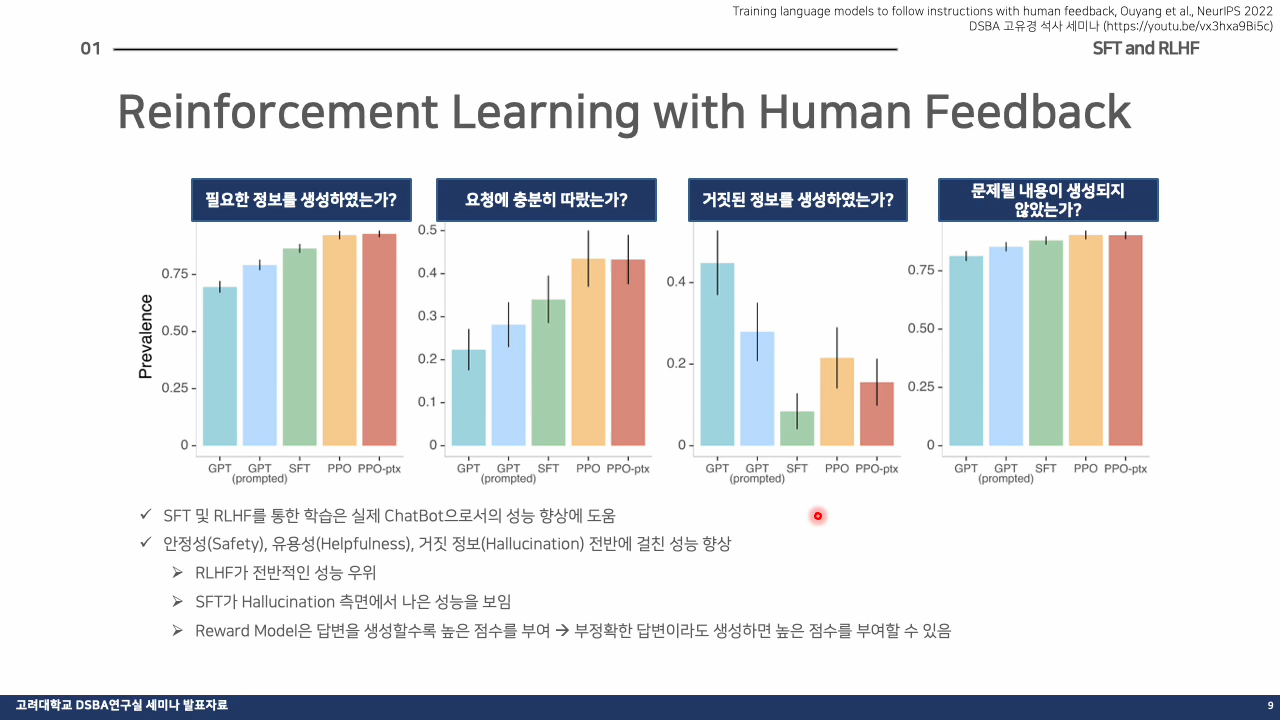 Training language models to follow instructions with human feedback, Ouyang et al., NeurIPS 2022
DSBA 고유경 석사 세미나 (https://youtu.be/vx3hxa9Bi5c)
01
SFT and RLHF
Reinforcement Learning with Human Feedback
필요한 정보를 생성하였는가?
Prevalence
0.75
0.50
0.25
0
GPT
GPT
(prompted)
SFT
PPO
PPO-ptx
요청에 충분히 따랐는가?
0.5
0.4
0.3
0.2
0.1
0
GPT
GPT
(prompted)
SFT
PPO
PPO-ptx
거짓된 정보를 생성하였는가?
0.4
0.2
0
GPT
GPT
(prompted)
SFT
PPO
PPO-ptx
문제될 내용이 생성되지
않았는가?
0.75
0.50
0.25
0
GPT
GPT
(prompted)
SFT
PPO
PPO-ptx
✓ SFT 및 RLHF를 통한 학습은 실제 ChatBot으로서의 성능 향상에 도움
✓ 안정성(Safety), 유용성(Helpfulness), 거짓 정보(Hallucination) 전반에 걸친 성능 향상
➢ RLHF가 전반적인 성능 우위
➢ SFT가 Hallucination 측면에서 나은 성능을 보임
➢ Reward Model은 답변을 생성할수록 높은 점수를 부여 → 부정확한 답변이라도 생성하면 높은 점수를 부여할 수 있음
고려대학교 DSBA연구실 세미나 발표자료
9